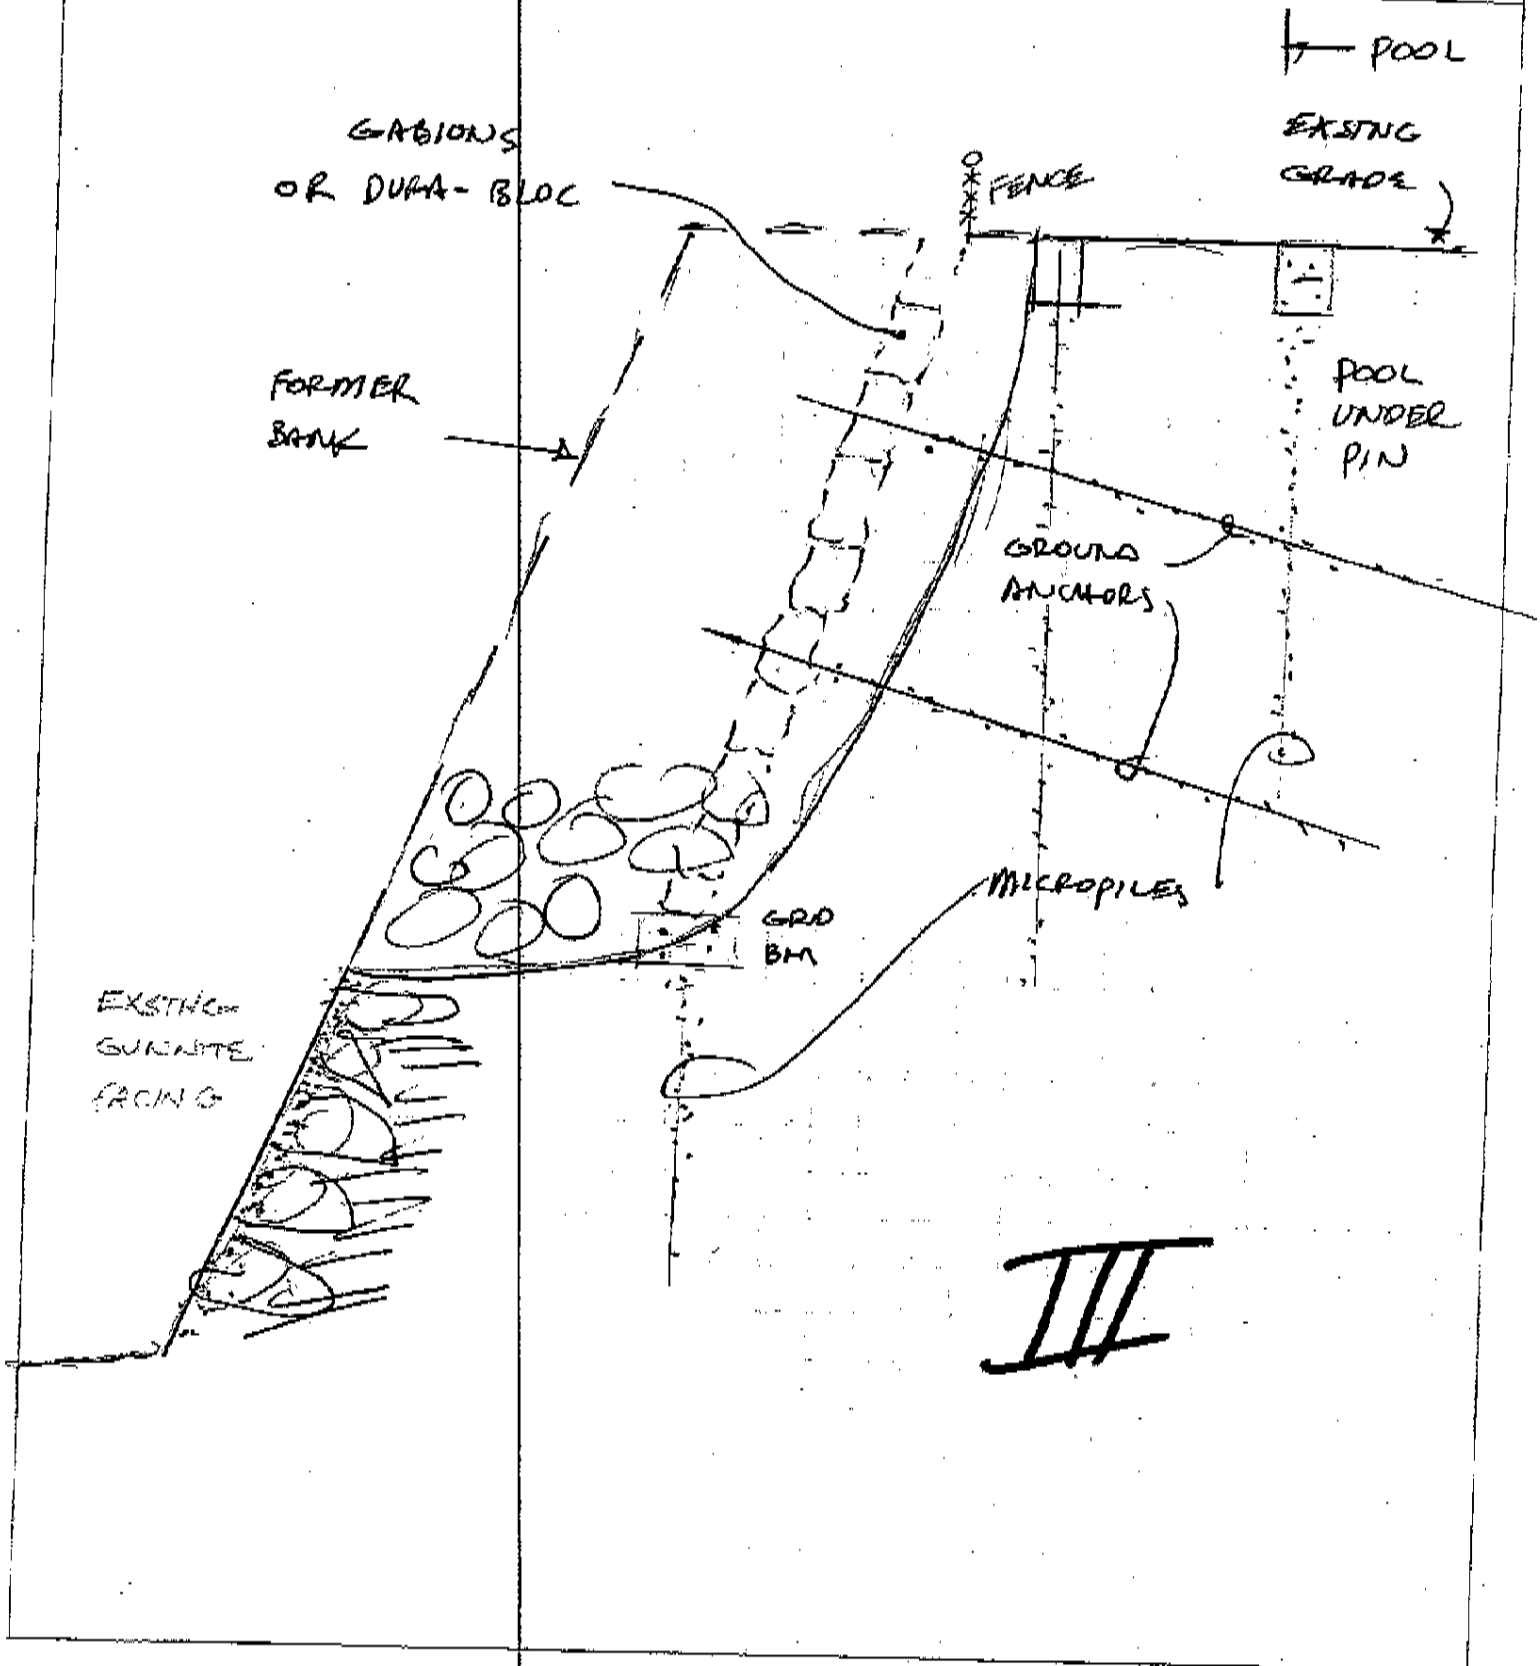 POOL
GABIONS
OR DURA-BLOC
EXSTNG
GRADE
FENCE
FORMER
BANK
POOL
UNDER
PIN
GROUND
ANCHORS
MICROPILES
GRD
BM
EXSTNG
GUNNITE
FACING
III